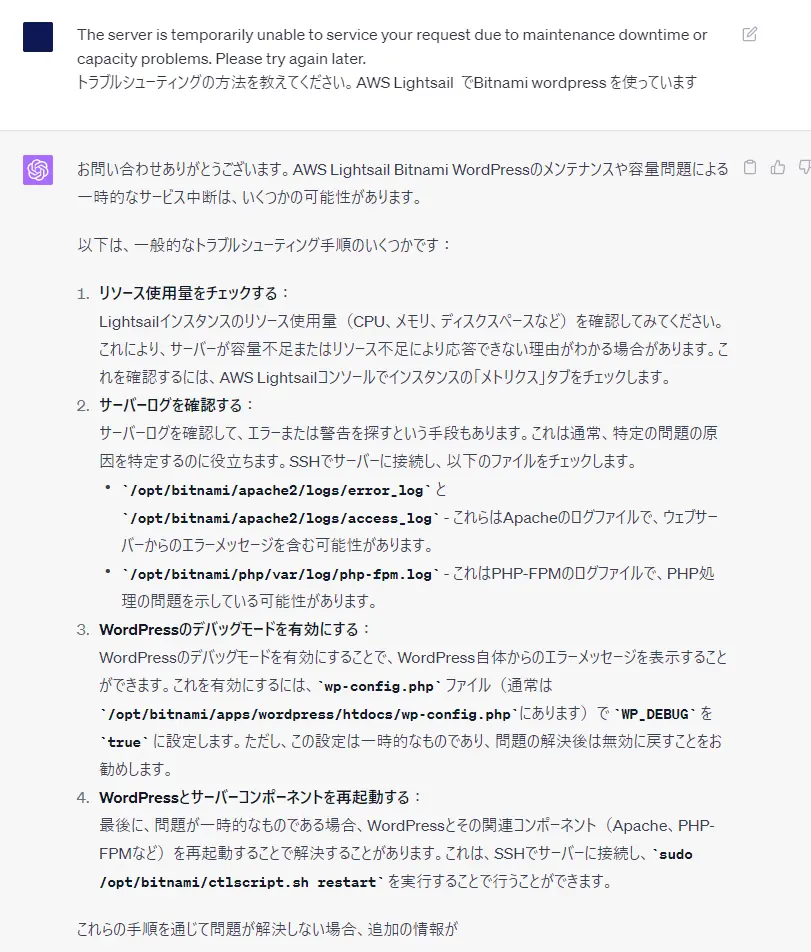 The server is temporarily unable to service your request due to maintenance downtime or
capacity problems. Please try again later.
トラブルシューティングの方法を教えてください。AWS Lightsail でBitnami wordpress を使っています
お問い合わせありがとうございます。AWS Lightsail Bitnami WordPressのメンテナンスや容量問題による
一時的なサービス中断は、いくつかの可能性があります。
以下は、一般的なトラブルシューティング手順のいくつかです：
1. リソース使用量をチェックする：
Lightsailインスタンスのリソース使用量（CPU、メモリ、ディスクスペースなど）を確認してみてください。
これにより、サーバーが容量不足またはリソース不足により応答できない理由がわかる場合があります。こ
れを確認するには、AWS Lightsailコンソールでインスタンスの「メトリクス」タブをチェックします。
2. サーバーログを確認する：
サーバーログを確認して、エラーまたは警告を探すという手段もあります。これは通常、特定の問題の原
因を特定するのに役立ちます。SSHでサーバーに接続し、以下のファイルをチェックします。
• `/opt/bitnami/apache2/logs/error_log` と
`/opt/bitnami/apache2/logs/access_log` - これらはApacheのログファイルで、ウェブサー
バーからのエラーメッセージを含む可能性があります。
• `/opt/bitnami/php/var/log/php-fpm.log` - これはPHP-FPMのログファイルで、PHP処
理の問題を示している可能性があります。
3. WordPressのデバッグモードを有効にする：
WordPressのデバッグモードを有効にすることで、WordPress自体からのエラーメッセージを表示すること
ができます。これを有効にするには、`wp-config.php` ファイル（通常は
`/opt/bitnami/apps/wordpress/htdocs/wp-config.php`にあります）で `WP_DEBUG` を
`true` に設定します。ただし、この設定は一時的なものであり、問題の解決後は無効に戻すことをお
勧めします。
4. WordPressとサーバーコンポーネントを再起動する：
最後に、問題が一時的なものである場合、WordPressとその関連コンポーネント（Apache、PHP-
FPMなど）を再起動することで解決することがあります。これは、SSHでサーバーに接続し、`sudo
/opt/bitnami/ctlscript.sh restart` を実行することで行うことができます。
これらの手順を通じて問題が解決しない場合、追加の情報が